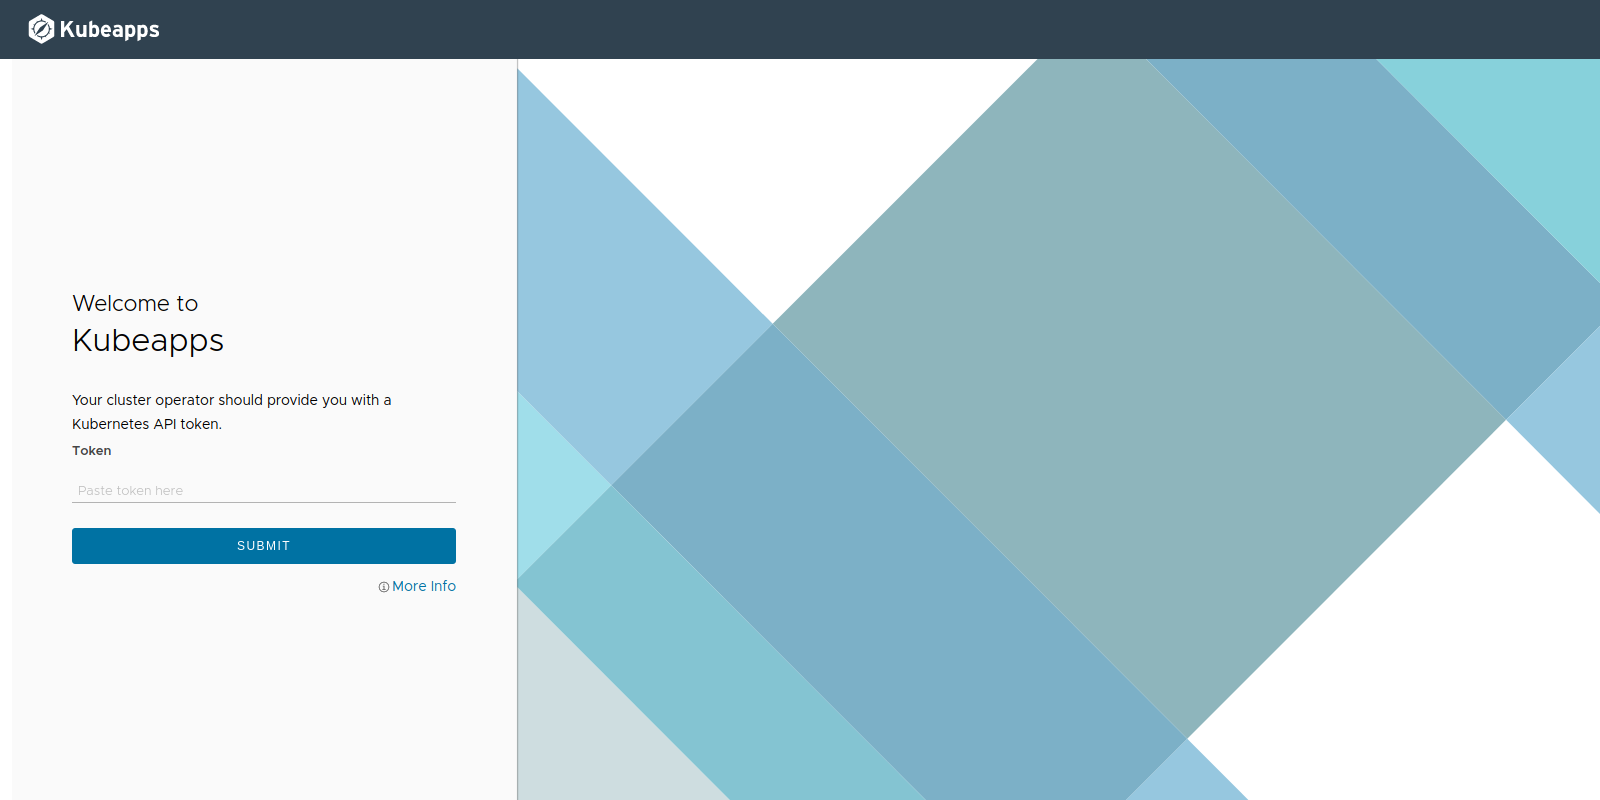 Kubeapps
Welcome to
Kubeapps
Your cluster operator should provide you with a
Kubernetes API token.
Token
Paste token here
SUBMIT
More Info